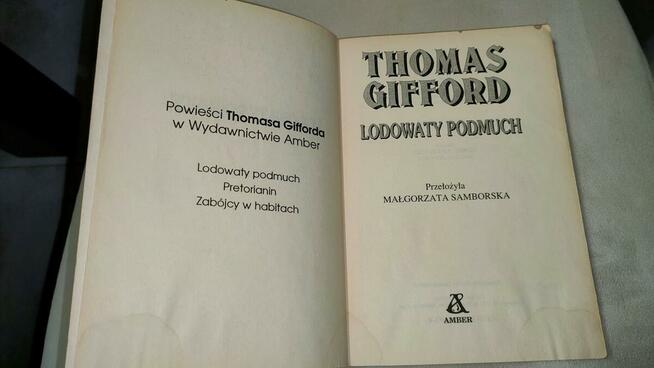 Powieści Thomasa Gifforda
w Wydawnictwie Amber
Lodowaty podmuch
Pretorianin
Zabójcy w habitach
THOMAS
GIFFORD
LODOWATY PODMUCH
Przełożyła
MAŁGORZATA SAMBORSKA
AMBER